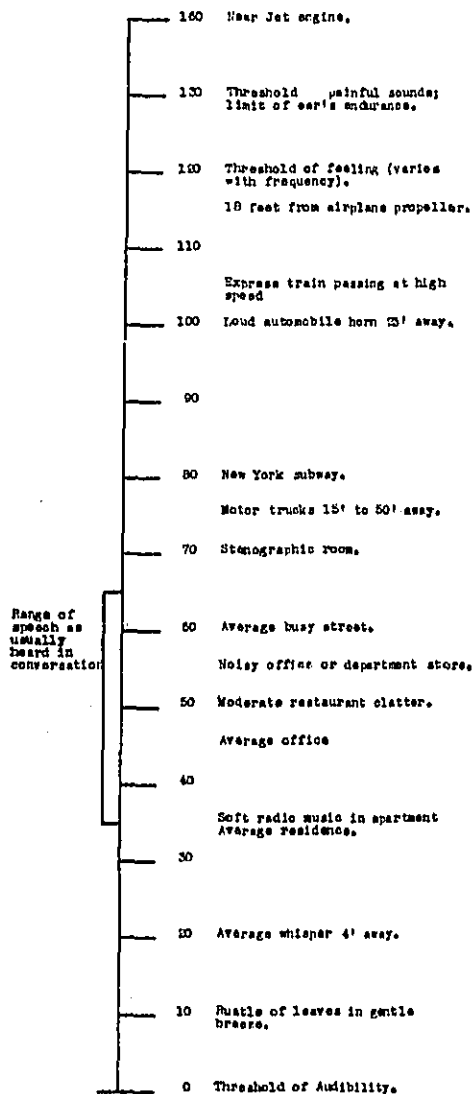 160 Near Jet engine.
130 Threshold painful sounds;
limit of ear's endurance.
120 Threshold of feeling (varies
with frequency).
18 feet from airplane propeller.
110
Express train passing at high
speed
100 Loud automobile horn 23' away.
90
80 New York subway.
Motor trucks 15' to 50' away.
70 Stenographic room.
Range of
speech as
usually
heard in
conversation
60 Average busy street.
Noisy office or department store.
50 Moderate restaurant clatter.
Average office
40
Soft radio music in apartment
Average residence.
30
20 Average whisper 4' away.
10 Rustle of leaves in gentle
breeze.
0 Threshold of Audibility.